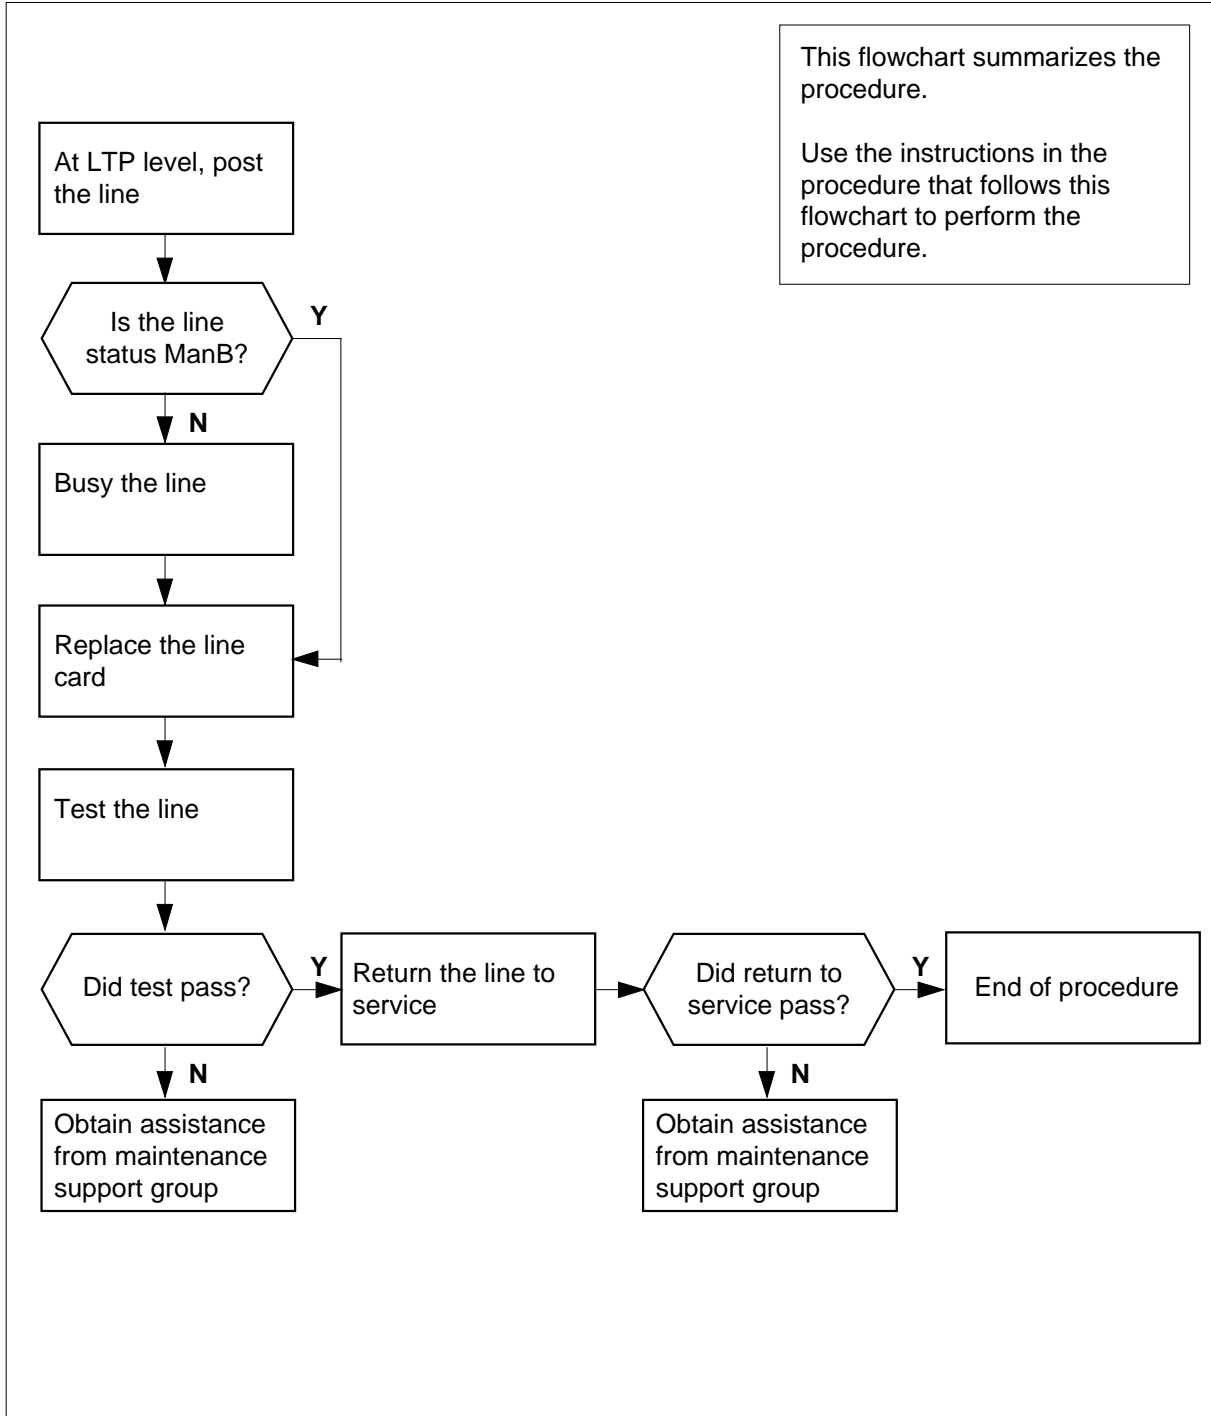 This flowchart summarizes the
procedure.
Use the instructions in the
procedure that follows this
flowchart to perform the
procedure.
At LTP level, post
the line
Is the line
status ManB?
Y
N
Busy the line
Replace the line
card
Test the line
Did test pass?
Y
Return the line to
service
Did return to
service pass?
Y
End of procedure
N
Obtain assistance
from maintenance
support group
N
Obtain assistance
from maintenance
support group